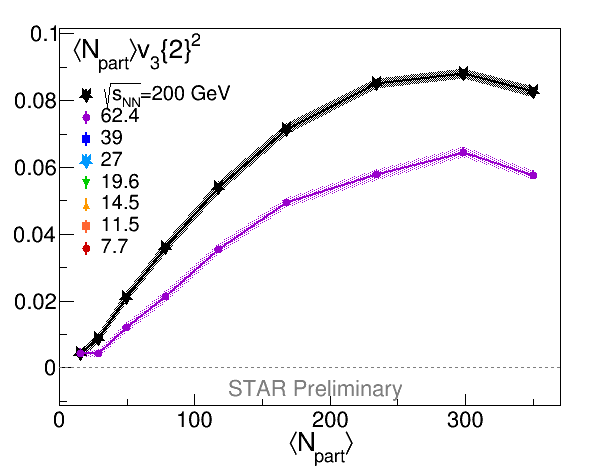 ⟨N_part⟩v_3{2}^2
√s_NN=200 GeV
62.4
39
27
19.6
14.5
11.5
7.7
0.1
0.08
0.06
0.04
0.02
0
STAR Preliminary
0 100 200 300
⟨N_part⟩